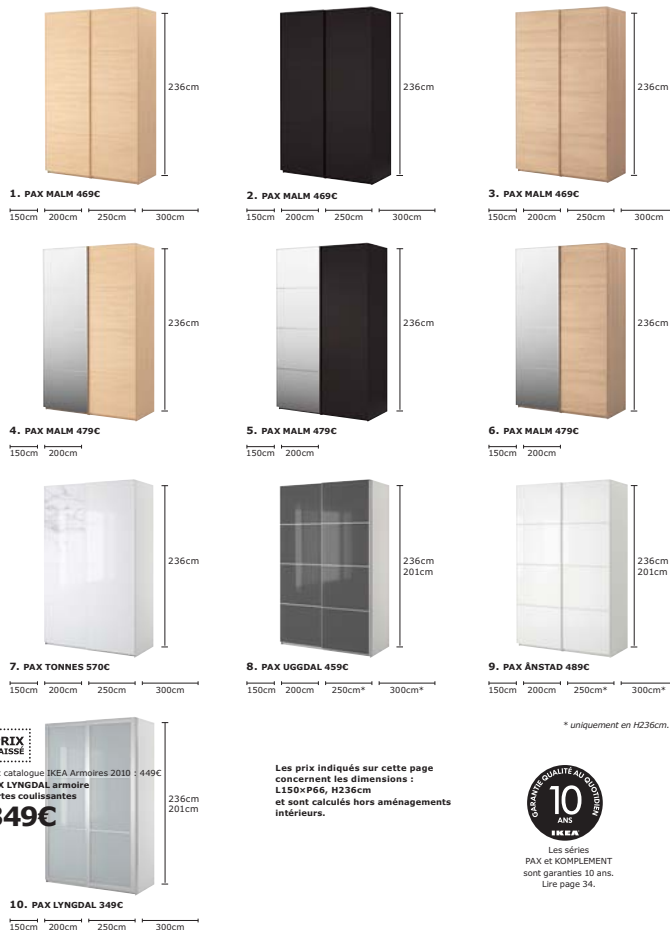 236cm
236cm
236cm
1. PAX MALM 469€
2. PAX MALM 469€
3. PAX MALM 469€
150cm 200cm 250cm 300cm
150cm 200cm 250cm 300cm
150cm 200cm 250cm 300cm
236cm
236cm
236cm
4. PAX MALM 479€
5. PAX MALM 479€
6. PAX MALM 479€
150cm 200cm
150cm 200cm
150cm 200cm
236cm
236cm
201cm
236cm
201cm
7. PAX TONNES 570€
8. PAX UGGDAL 459€
9. PAX ÅNSTAD 489€
150cm 200cm 250cm 300cm
150cm 200cm 250cm* 300cm*
150cm 200cm 250cm* 300cm*
* uniquement en H236cm.
PRIX
catalogue IKEA Armoires 2010 : 449€
LYNGDAL armoire
coulissantes
349€
236cm
201cm
10. PAX LYNGDAL 349€
150cm 200cm 250cm 300cm
Les prix indiqués sur cette page
concernent les dimensions :
L150×P66, H236cm
et sont calculés hors aménagements
intérieurs.
GARANTIE QUALITÉ AU QUOTIDIEN
10
ANS
IKEA
Les séries
PAX et KOMPLEMENT
sont garanties 10 ans.
Lire page 34.